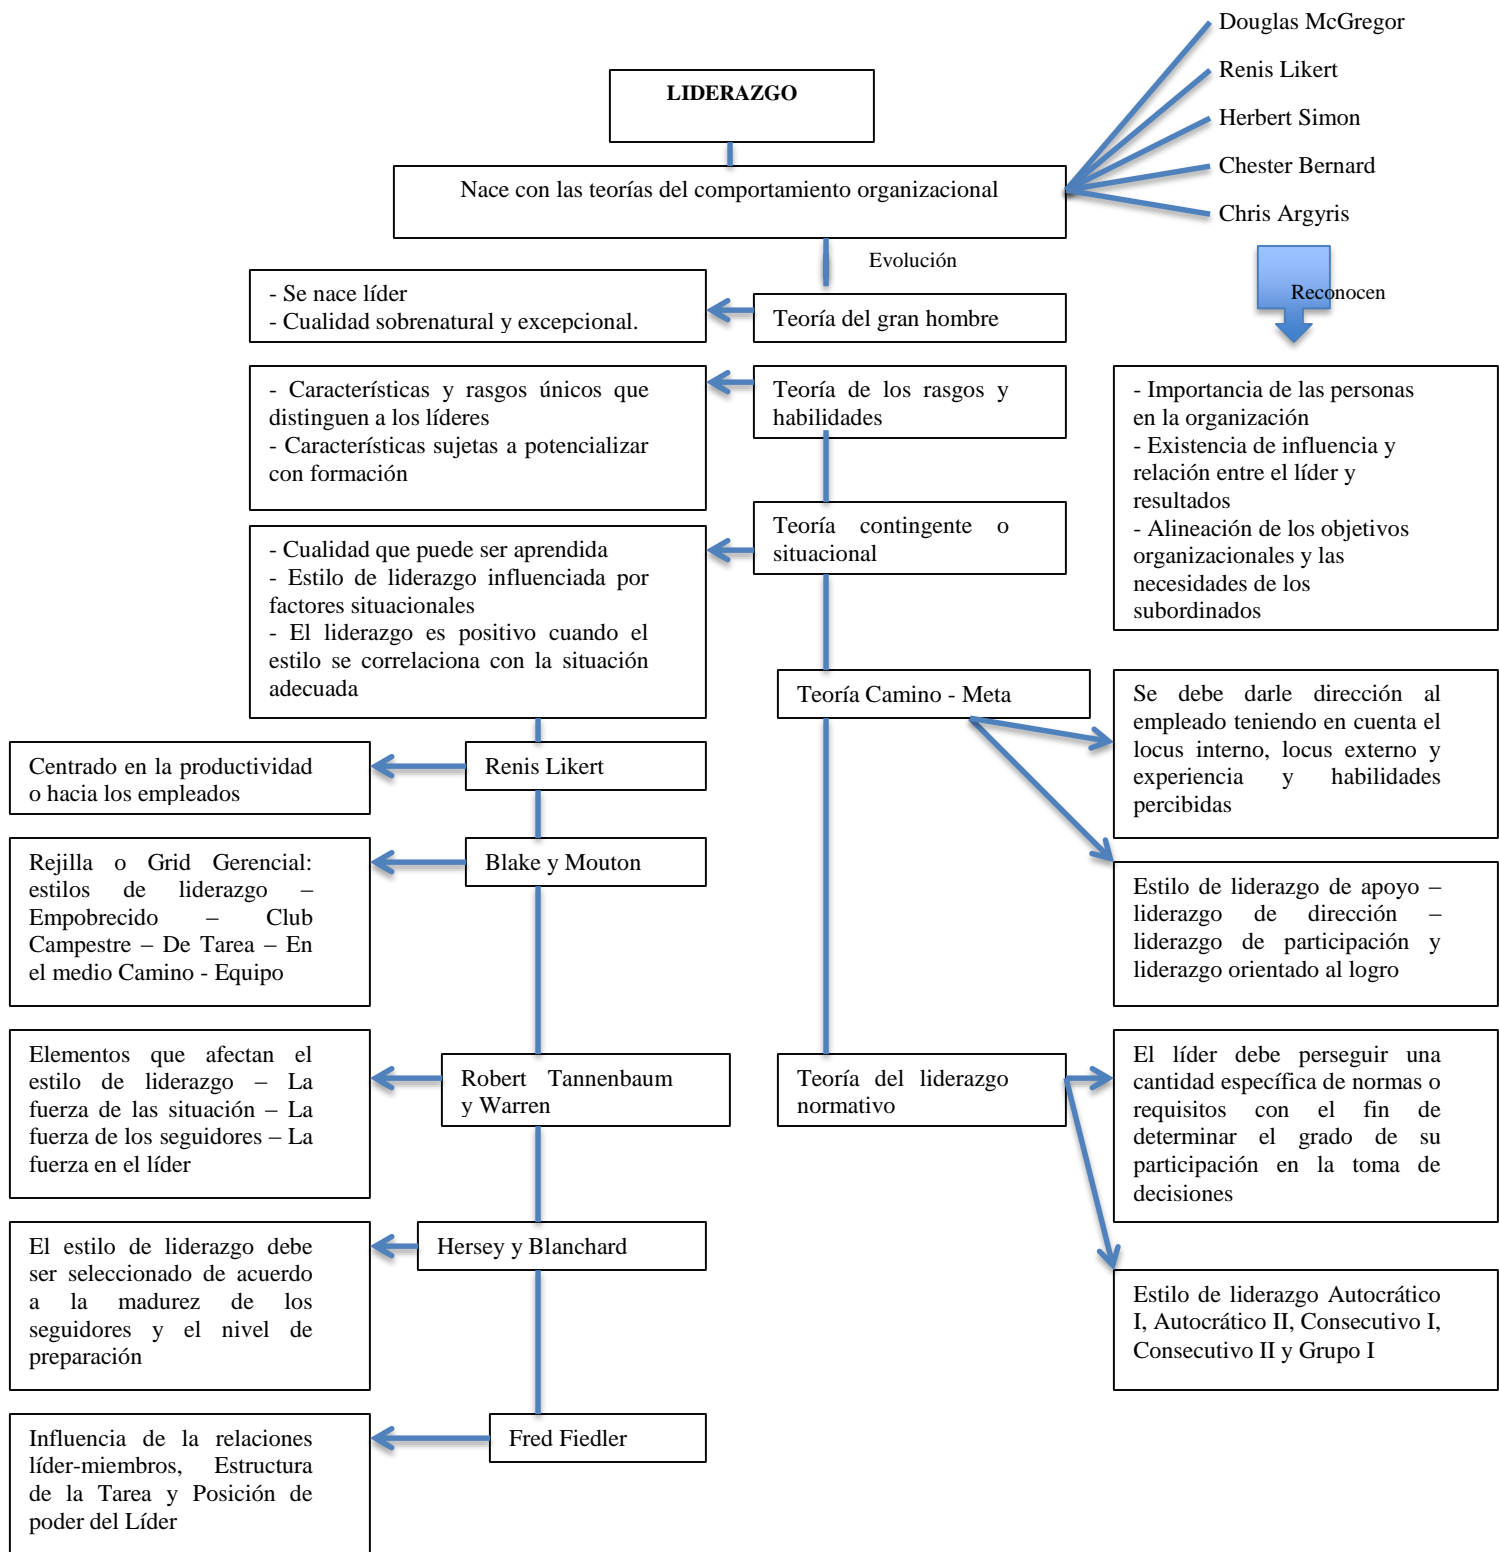 LIDERAZGO
Nace con las teorías del comportamiento organizacional
Douglas McGregor
Renis Likert
Herbert Simon
Chester Bernard
Chris Argyris
Reconocen
- Importancia de las personas
en la organización
- Existencia de influencia y
relación entre el líder y
resultados
- Alineación de los objetivos
organizacionales y las
necesidades de los
subordinados
Evolución
Teoría del gran hombre
- Se nace líder
- Cualidad sobrenatural y excepcional.
Teoría de los rasgos y
habilidades
- Características y rasgos únicos que
distinguen a los líderes
- Características sujetas a potencializar
con formación
Teoría contingente o
situacional
- Cualidad que puede ser aprendida
- Estilo de liderazgo influenciada por
factores situacionales
- El liderazgo es positivo cuando el
estilo se correlaciona con la situación
adecuada
Renis Likert
Centrado en la productividad
o hacia los empleados
Blake y Mouton
Rejilla o Grid Gerencial:
estilos de liderazgo –
Empobrecido – Club
Campestre – De Tarea – En
el medio Camino - Equipo
Robert Tannenbaum
y Warren
Elementos que afectan el
estilo de liderazgo – La
fuerza de las situación – La
fuerza de los seguidores – La
fuerza en el líder
Hersey y Blanchard
El estilo de liderazgo debe
ser seleccionado de acuerdo
a la madurez de los
seguidores y el nivel de
preparación
Fred Fiedler
Influencia de la relaciones
líder-miembros, Estructura
de la Tarea y Posición de
poder del Líder
Teoría Camino - Meta
Se debe darle dirección al
empleado teniendo en cuenta el
locus interno, locus externo y
experiencia y habilidades
percibidas
Estilo de liderazgo de apoyo –
liderazgo de dirección –
liderazgo de participación y
liderazgo orientado al logro
Teoría del liderazgo
normativo
El líder debe perseguir una
cantidad específica de normas o
requisitos con el fin de
determinar el grado de su
participación en la toma de
decisiones
Estilo de liderazgo Autocrático
I, Autocrático II, Consecutivo I,
Consecutivo II y Grupo I